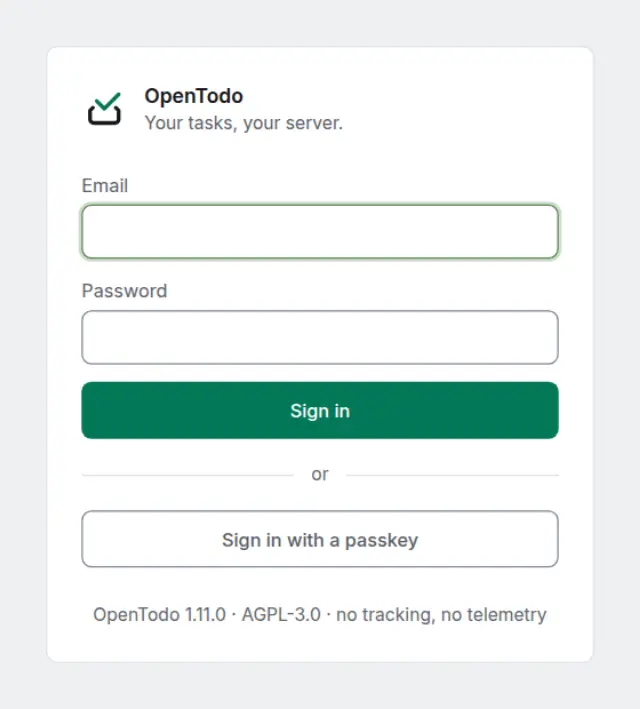 OpenTodo
Your tasks, your server.
Email
Password
Sign in
or
Sign in with a passkey
OpenTodo 1.11.0 · AGPL-3.0 · no tracking, no telemetry